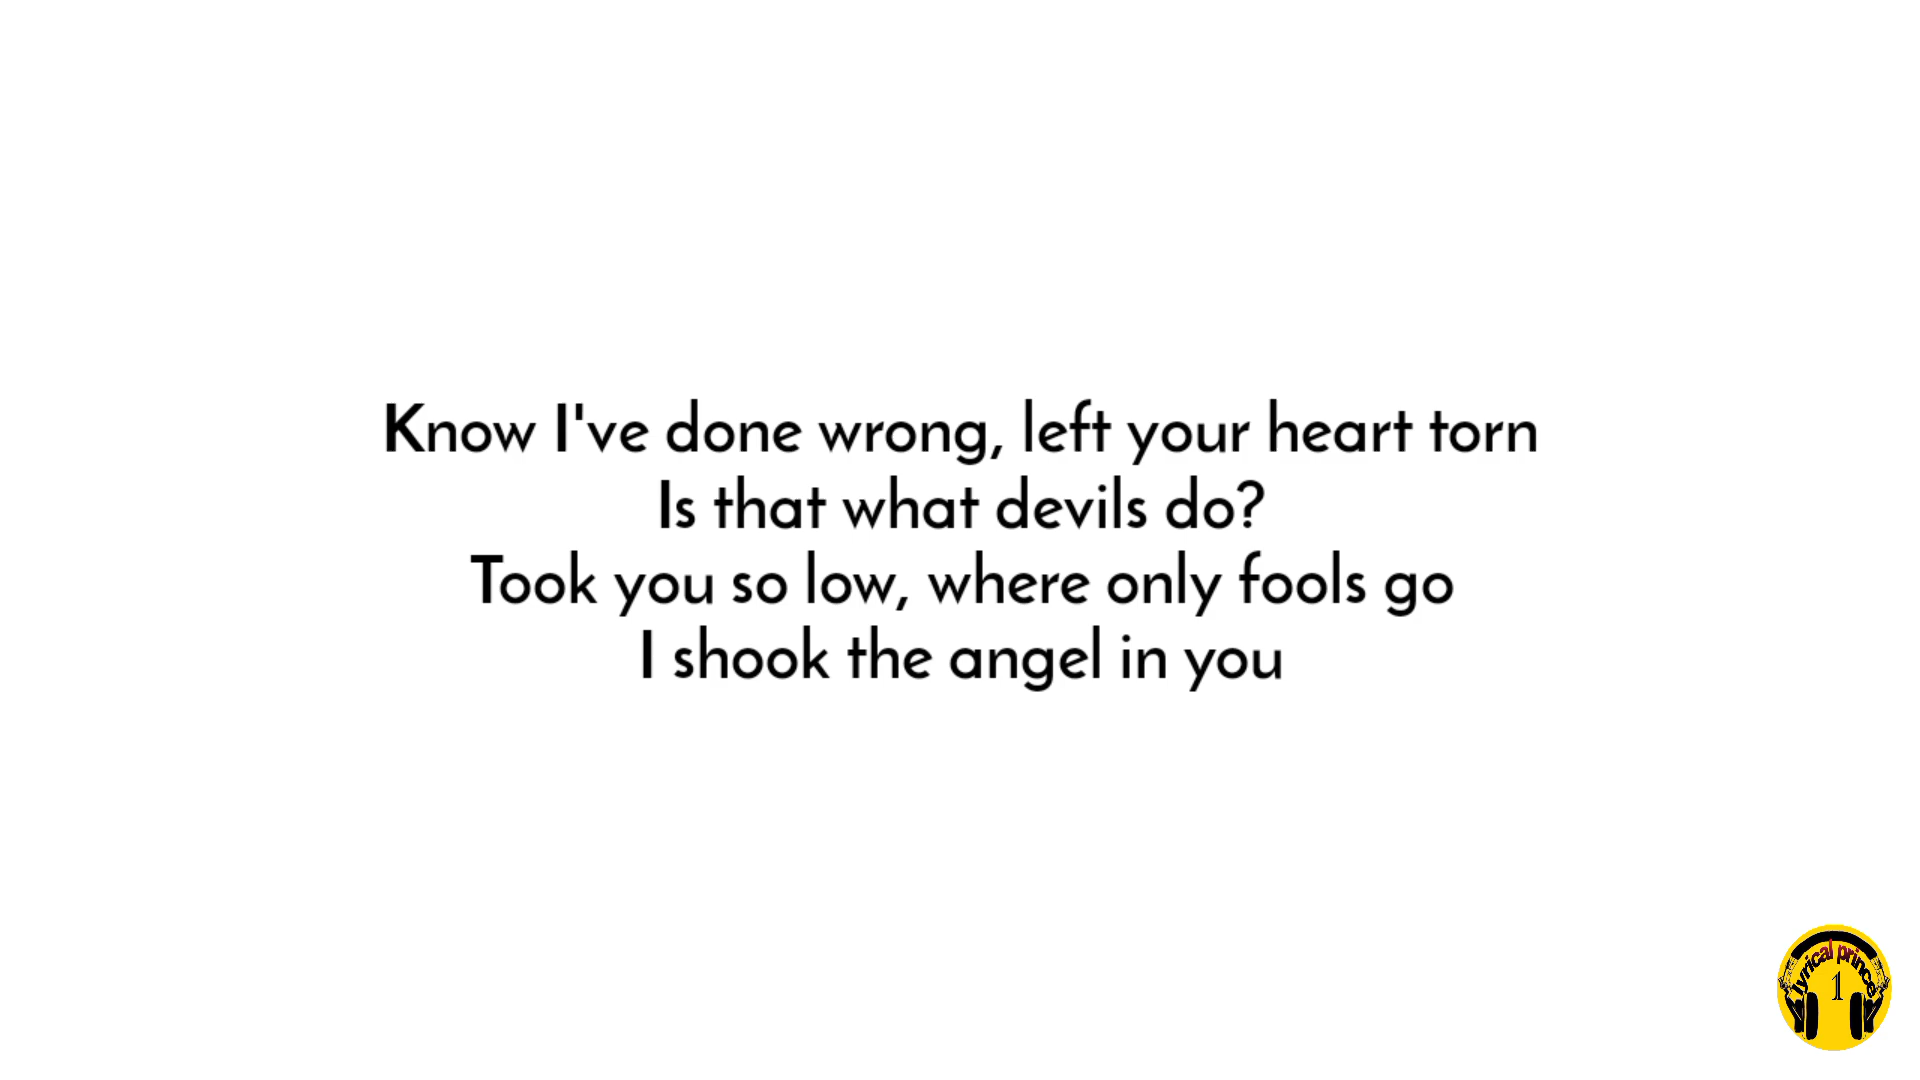 Know I've done wrong, left your heart torn
Is that what devils do?
Took you so low, where only fools go
I shook the angel in you
lyrical prince
1